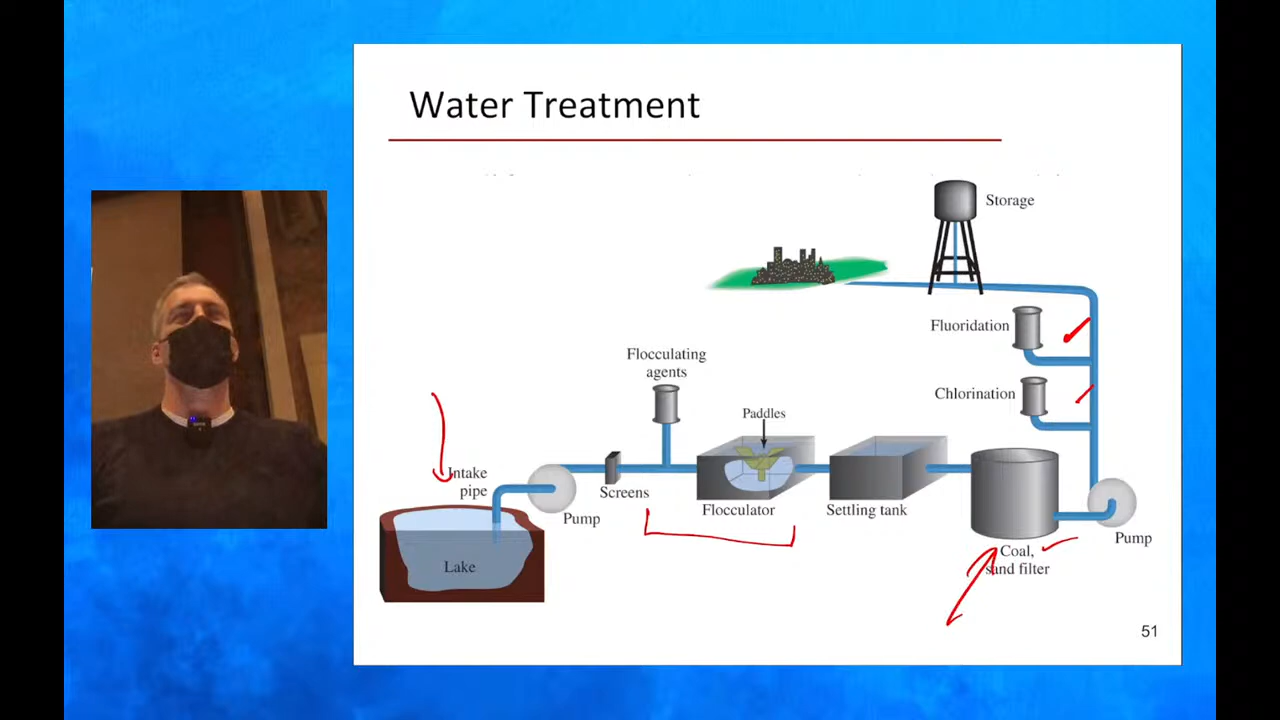 Water Treatment
Storage
Fluoridation
Flocculating
agents
Chlorination
Paddles
Intake
pipe
Screens
Flocculator
Settling tank
Pump
Pump
Coal,
sand filter
Lake
51